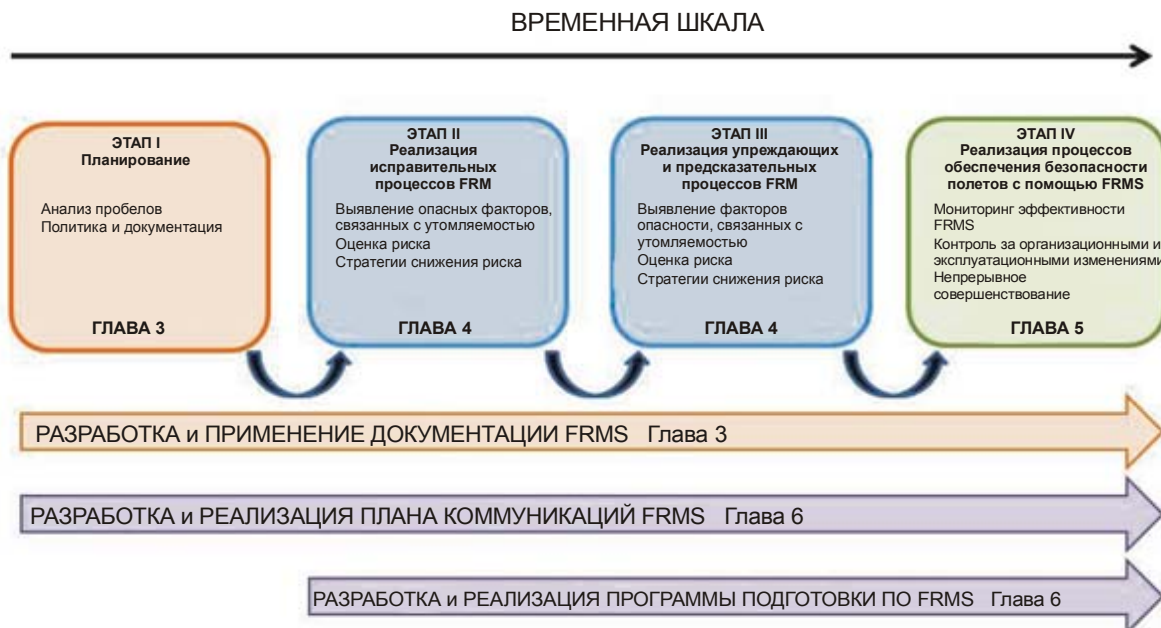 ВРЕМЕННАЯ ШКАЛА
ЭТАП I
Планирование
Анализ пробелов
Политика и документация
ГЛАВА 3
ЭТАП II
Реализация
исправительных
процессов FRM
Выявление опасных факторов,
связанных с утомляемостью
Оценка риска
Стратегии снижения риска
ГЛАВА 4
ЭТАП III
Реализация упреждающих
и предсказательных
процессов FRM
Выявление факторов
опасности, связанных с
утомляемостью
Оценка риска
Стратегии снижения риска
ГЛАВА 4
ЭТАП IV
Реализация процессов
обеспечения безопасности
полетов с помощью FRMS
Мониторинг эффективности
FRMS
Контроль за организационными и
эксплуатационными изменениями
Непрерывное
совершенствование
ГЛАВА 5
РАЗРАБОТКА и ПРИМЕНЕНИЕ ДОКУМЕНТАЦИИ FRMS Глава 3
РАЗРАБОТКА и РЕАЛИЗАЦИЯ ПЛАНА КОММУНИКАЦИЙ FRMS Глава 6
РАЗРАБОТКА и РЕАЛИЗАЦИЯ ПРОГРАММЫ ПОДГОТОВКИ ПО FRMS Глава 6